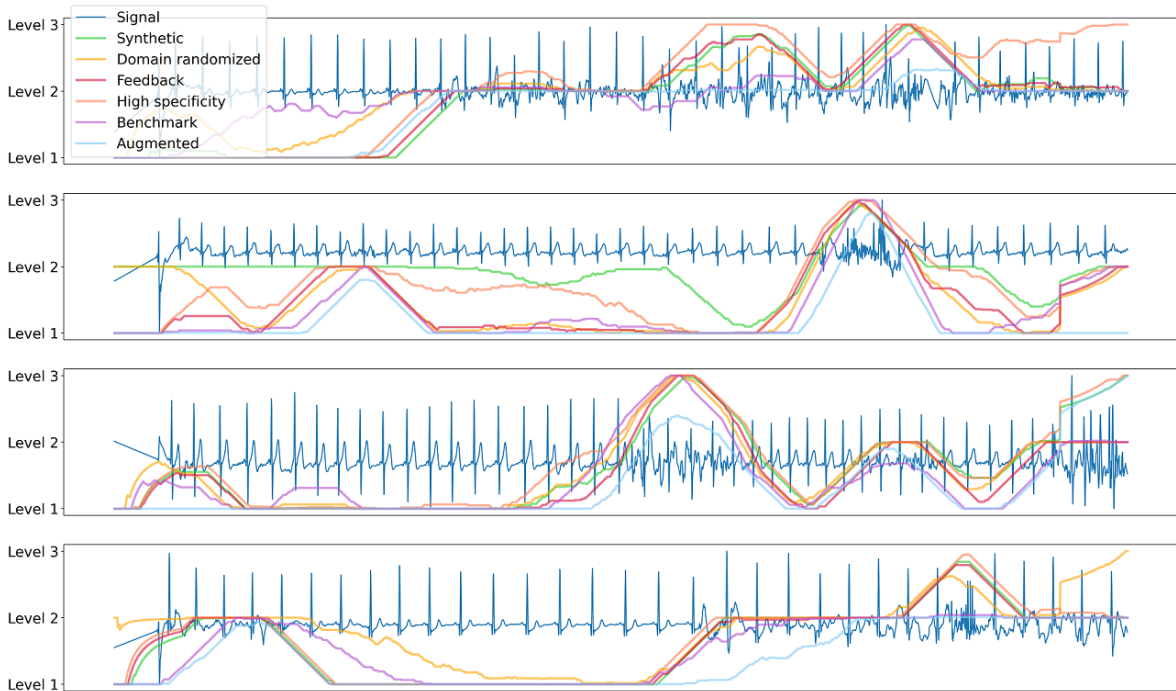 Level 3
Level 2
Level 1
Signal
Synthetic
Domain randomized
Feedback
High specificity
Benchmark
Augmented
Level 3
Level 2
Level 1
Level 3
Level 2
Level 1
Level 3
Level 2
Level 1